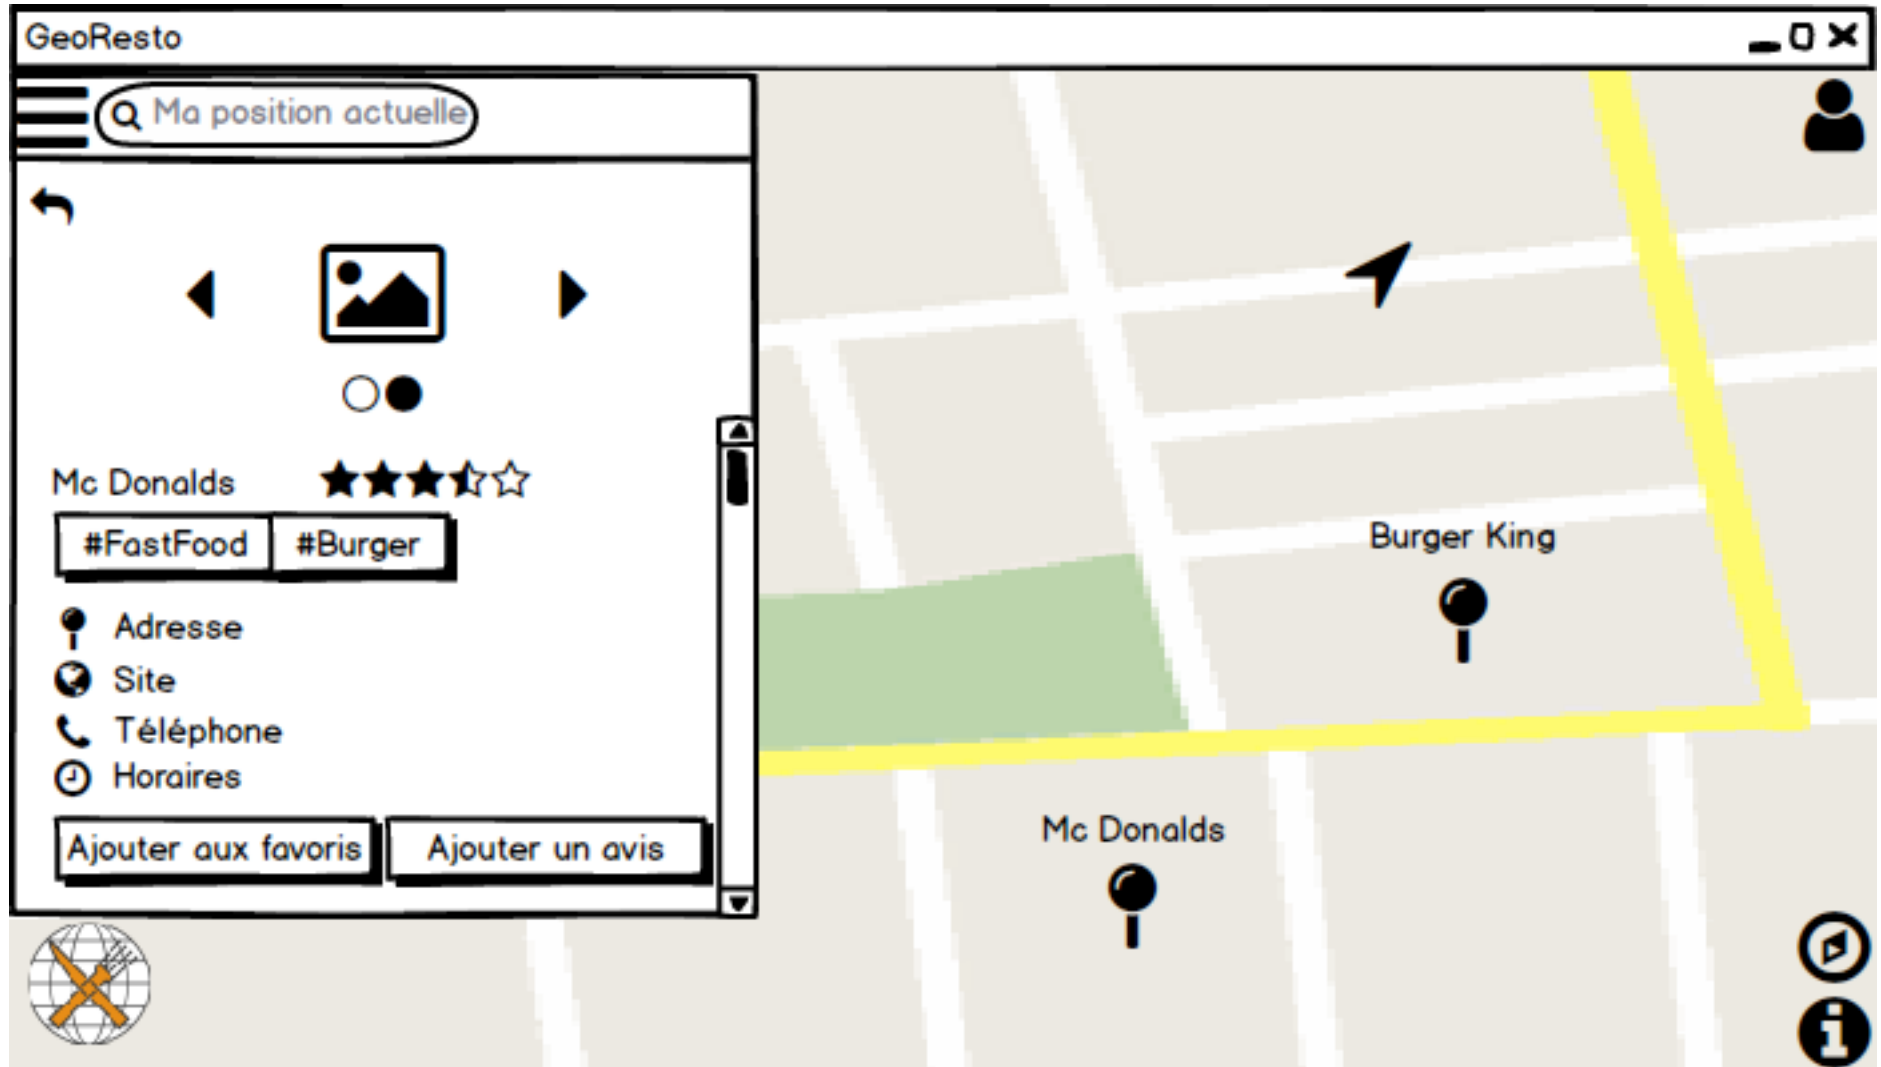 GeoResto
Ma position actuelle
Mc Donalds
#FastFood #Burger
Adresse
Site
Téléphone
Horaires
Ajouter aux favoris Ajouter un avis
Burger King
Mc Donalds